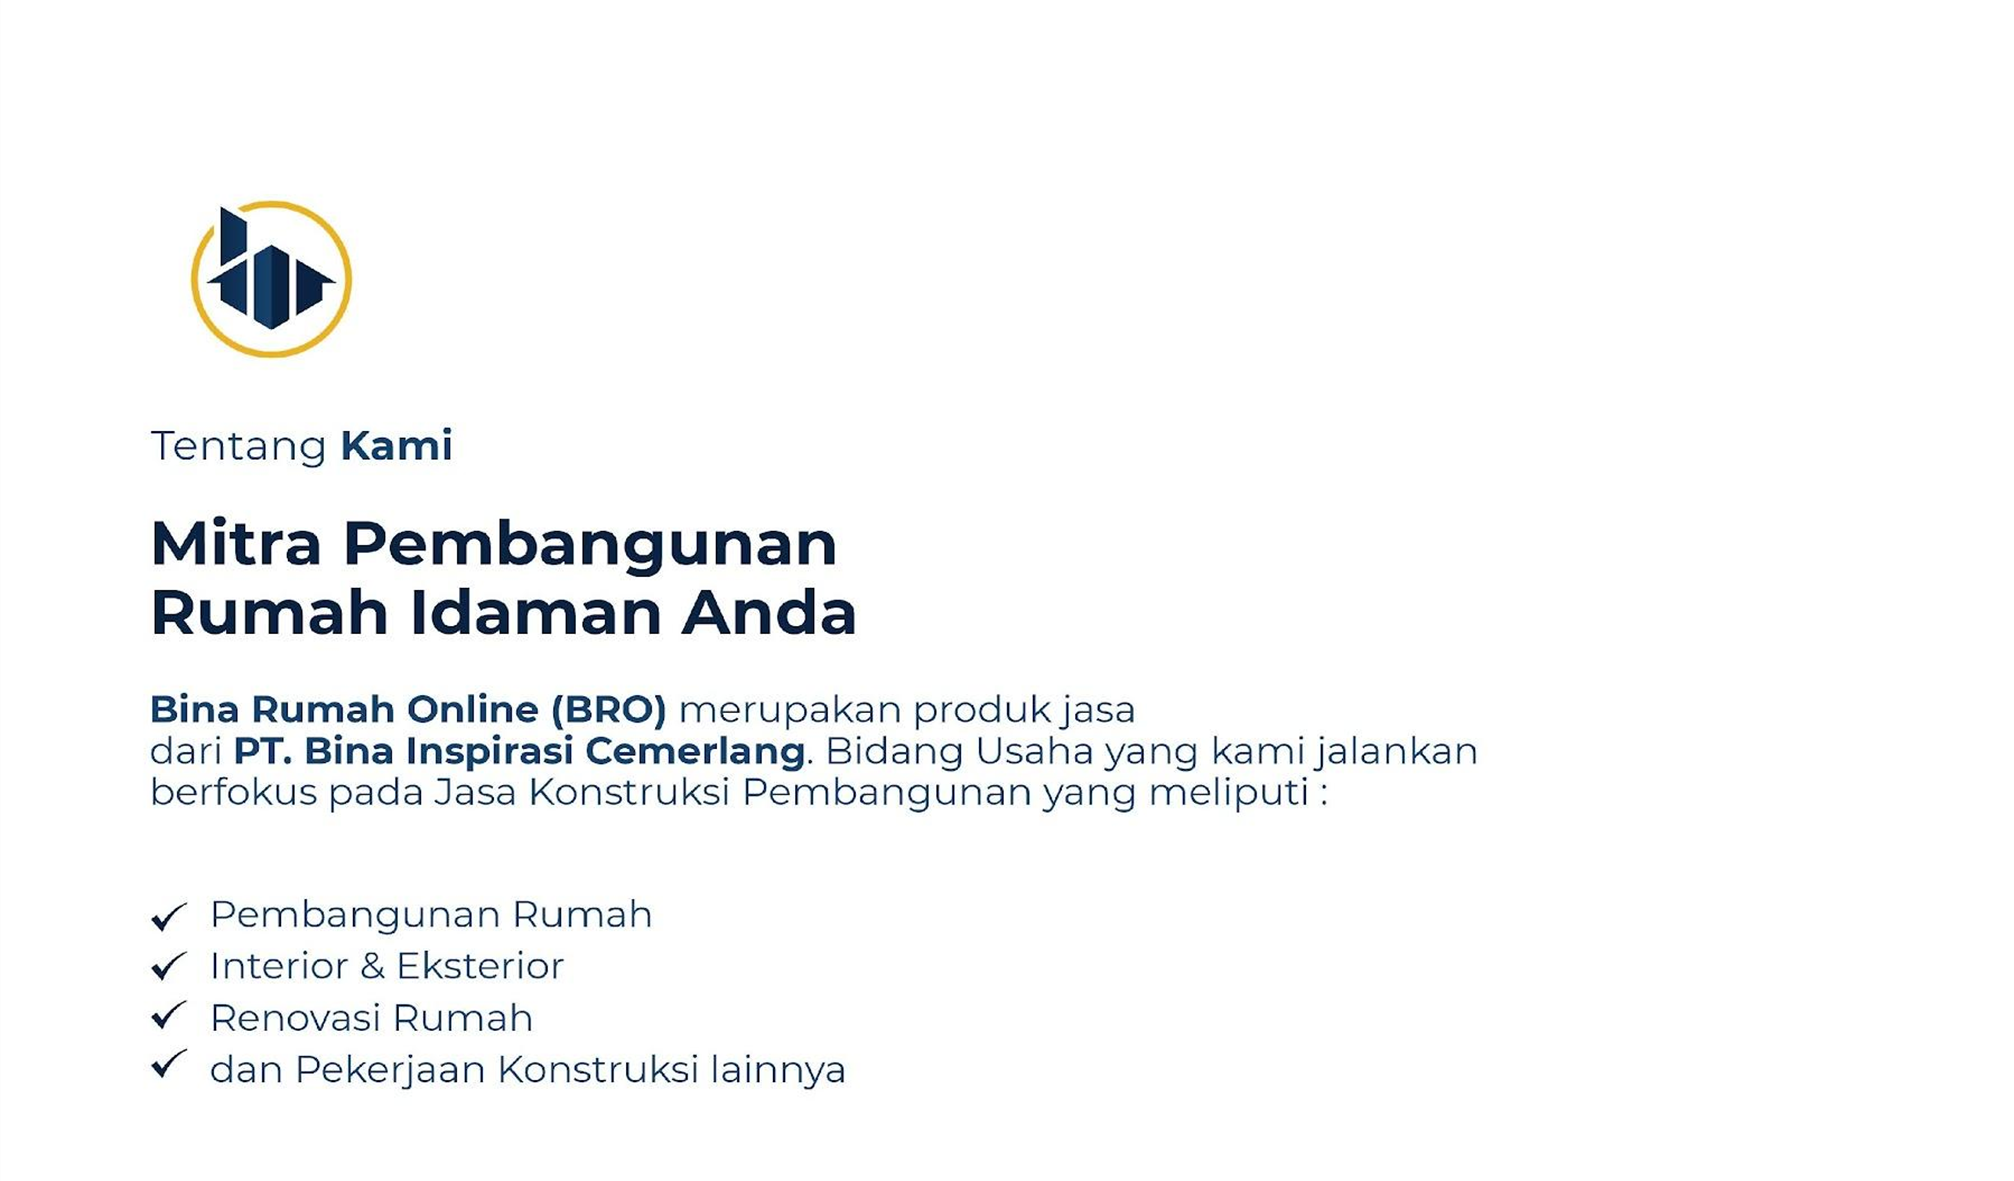 Tentang Kami
Mitra Pembangunan
Rumah Idaman Anda
Bina Rumah Online (BRO) merupakan produk jasa
dari PT. Bina Inspirasi Cemerlang. Bidang Usaha yang kami jalankan
berfokus pada Jasa Konstruksi Pembangunan yang meliputi :
Pembangunan Rumah
Interior & Eksterior
Renovasi Rumah
dan Pekerjaan Konstruksi lainnya